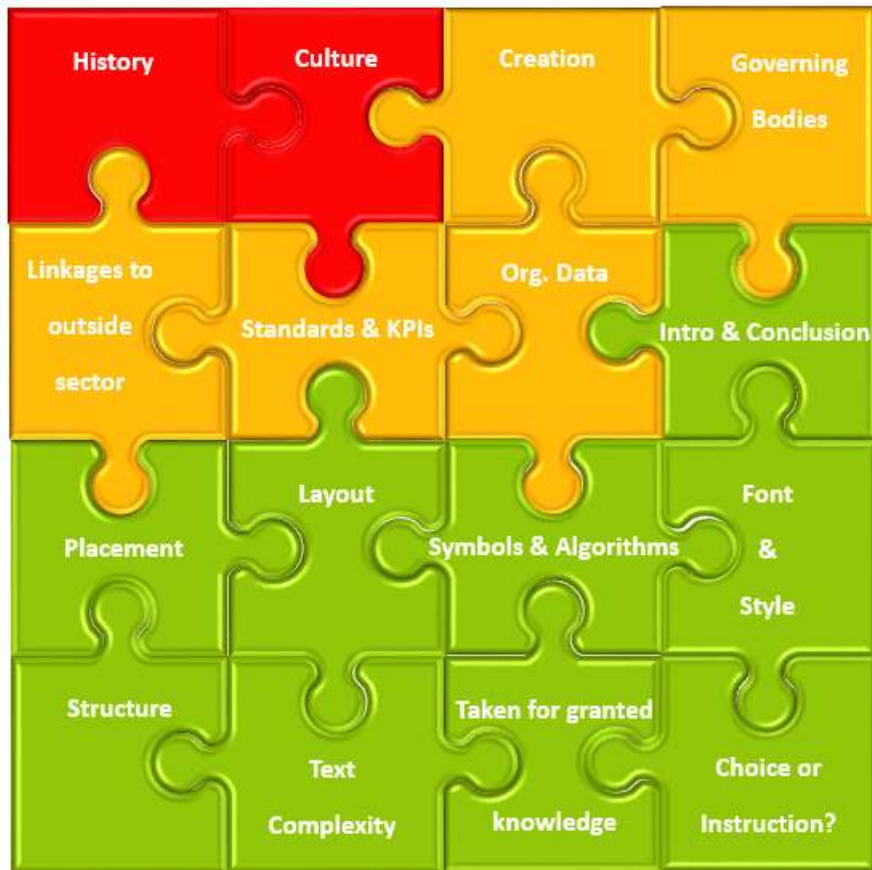 History
Culture
Creation
Governing
Bodies
Linkages to
outside
sector
Standards & KPIs
Org. Data
Intro & Conclusion
Placement
Layout
Symbols & Algorithms
Font
&
Style
Structure
Text
Complexity
Taken for granted
knowledge
Choice or
Instruction?